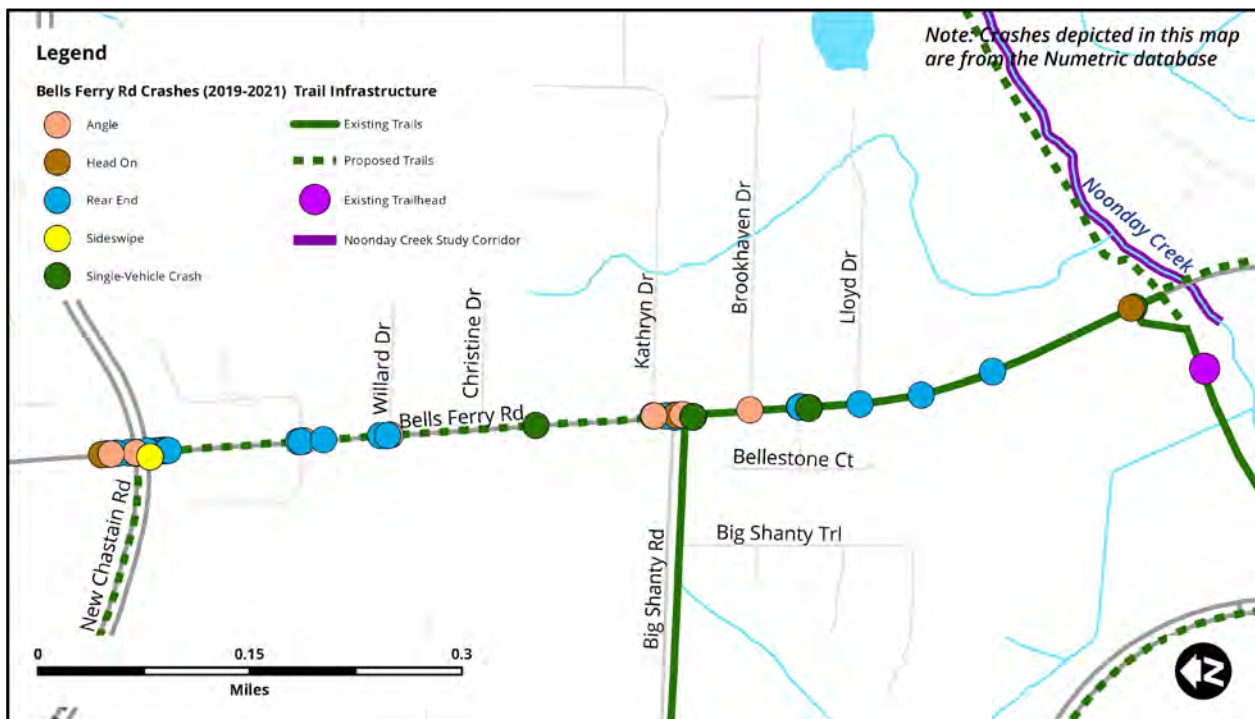 Note: Crashes depicted in this map
are from the Numetric database
Legend
Bells Ferry Rd Crashes (2019-2021)
Angle
Head On
Rear End
Sideswipe
Single-Vehicle Crash
Trail Infrastructure
Existing Trails
Proposed Trails
Existing Trailhead
Noonday Creek Study Corridor
Noonday Creek
Willard Dr
Christine Dr
Kathryn Dr
Brookhaven Dr
Lloyd Dr
Bells Ferry Rd
Bellestone Ct
New Chastain Rd
Big Shanty Rd
Big Shanty Trl
0 0.15 0.3
Miles
N